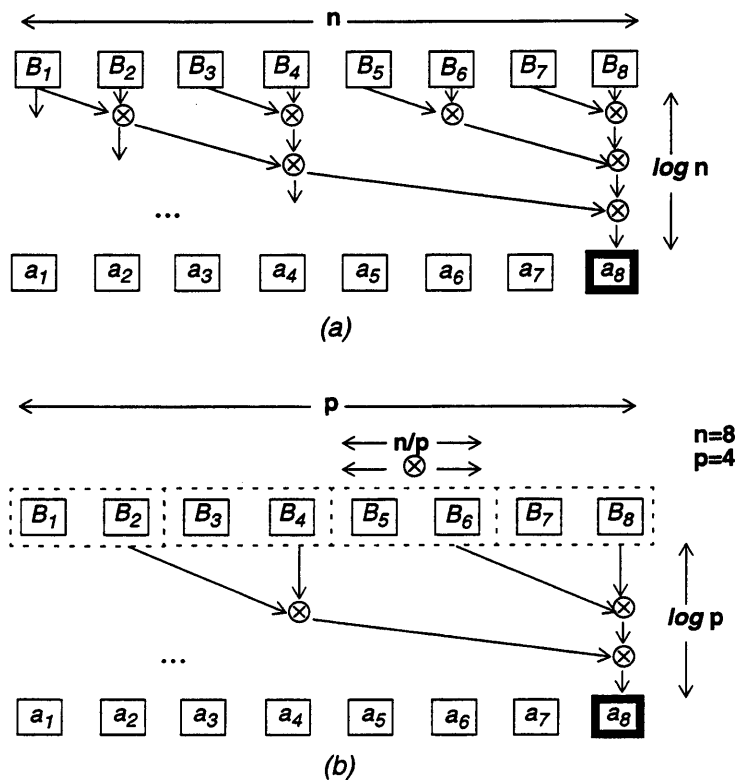 n
B1 B2 B3 B4 B5 B6 B7 B8
log n
...
a1 a2 a3 a4 a5 a6 a7 a8
(a)
p
n/p
n=8
p=4
B1 B2 B3 B4 B5 B6 B7 B8
log p
...
a1 a2 a3 a4 a5 a6 a7 a8
(b)